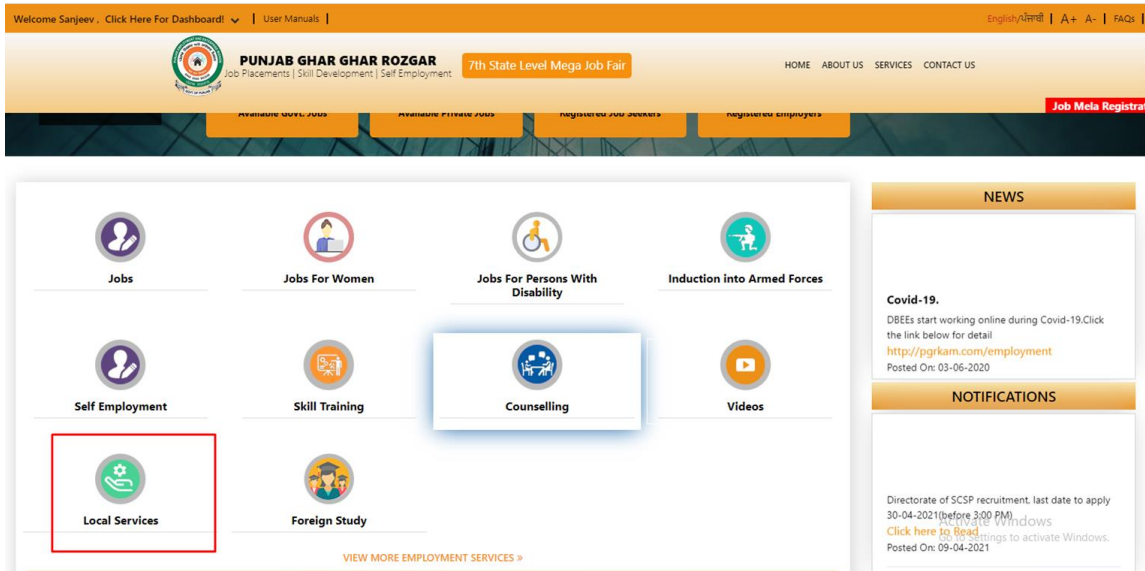 Welcome Sanjeev , Click Here For Dashboard! | User Manuals |
English/ਪੰਜਾਬੀ | A+ A- | FAQs |
PUNJAB GHAR GHAR ROZGAR
Job Placements | Skill Development | Self Employment
7th State Level Mega Job Fair
HOME ABOUT US SERVICES CONTACT US
Job Mela Registrat
Available Govt. Jobs
Available Private Jobs
Registered Job Seekers
Registered Employers
Jobs
Jobs For Women
Jobs For Persons With
Disability
Induction into Armed Forces
Self Employment
Skill Training
Counselling
Videos
Local Services
Foreign Study
VIEW MORE EMPLOYMENT SERVICES »
NEWS
Covid-19.
DBEEs start working online during Covid-19.Click
the link below for detail
http://pgrkam.com/employment
Posted On: 03-06-2020
NOTIFICATIONS
Directorate of SCSP recruitment, last date to apply
30-04-2021(before 3:00 PM)
Click here to Read
Posted On: 09-04-2021
Activate Windows
Go to Settings to activate Windows.